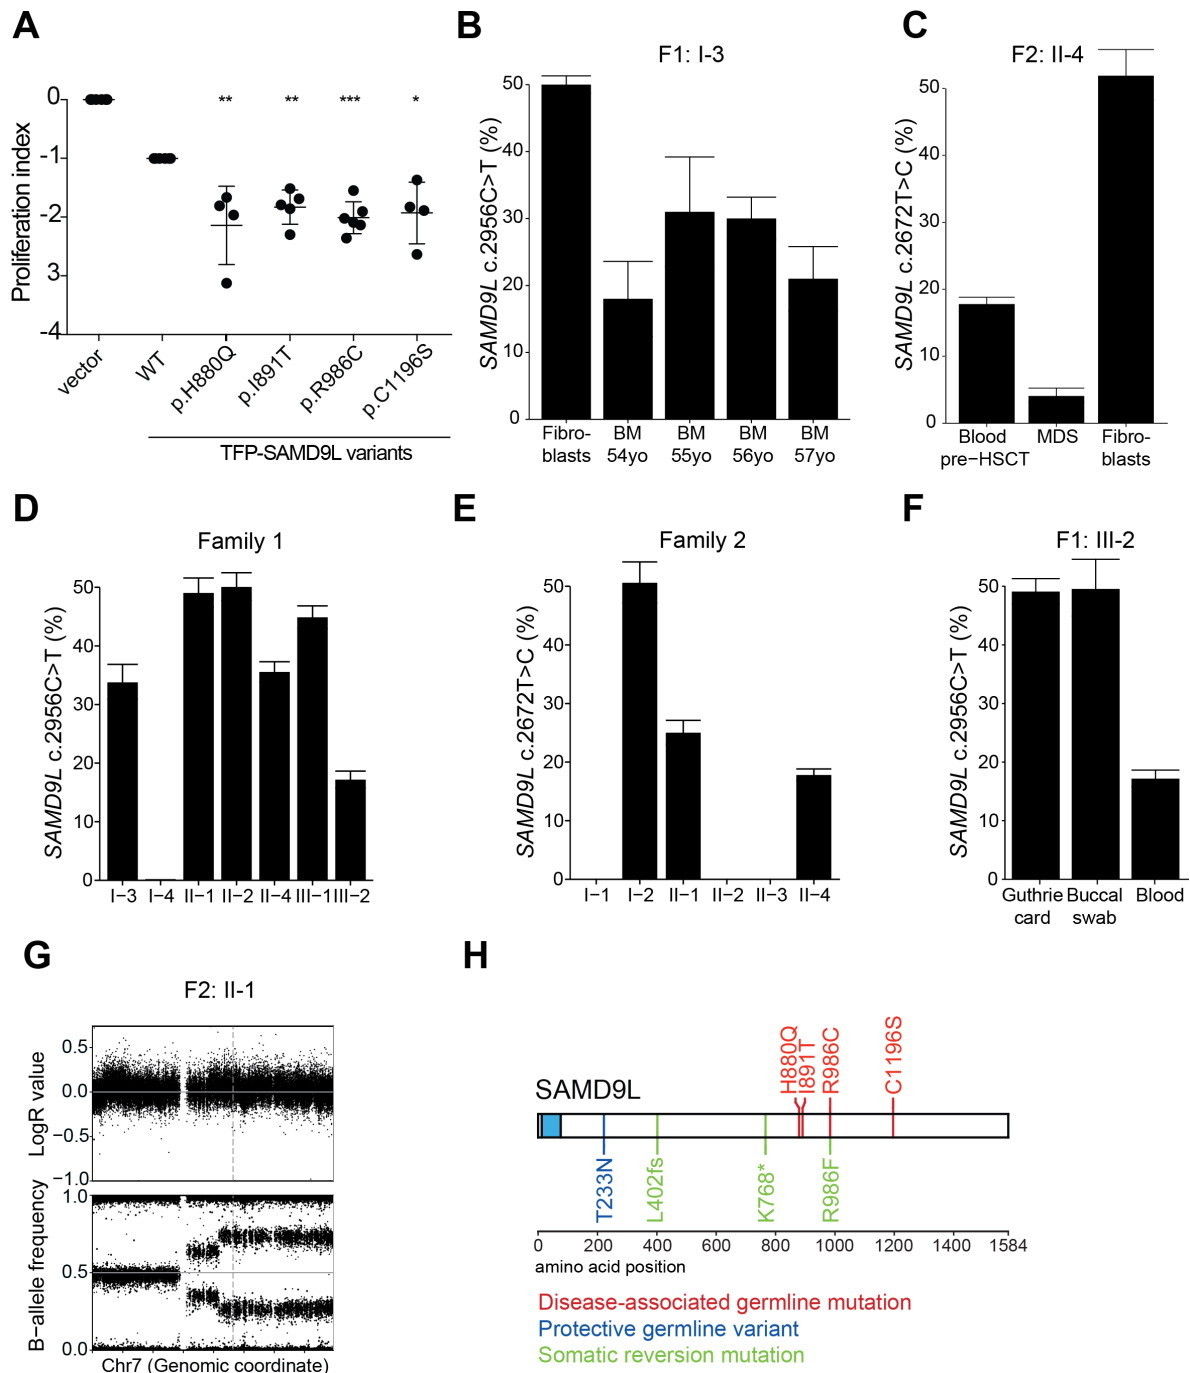 A
Proliferation index
0
-1
-2
3
-4
** ** *** *
vector
WT
p.H880Q
p.I891T
p.R986C
p.C1196S
TFP-SAMD9L variants
B
F1: I-3
SAMD9L c.2956C>T (%)
50
40
30
20
10
0
Fibro-
blasts
BM
54yo
BM
55yo
BM
56yo
BM
57yo
C
F2: II-4
SAMD9L c.2672T>C (%)
50
40
30
20
10
0
Blood
pre−HSCT
MDS
Fibro-
blasts
D
Family 1
SAMD9L c.2956C>T (%)
50
40
30
20
10
0
I−3 I−4 II−1 II−2 II−4 III−1 III−2
E
Family 2
SAMD9L c.2672T>C (%)
50
40
30
20
10
0
I−1 I−2 II−1 II−2 II−3 II−4
F
F1: III-2
SAMD9L c.2956C>T (%)
50
40
30
20
10
0
Guthrie
card
Buccal
swab
Blood
G
F2: II-1
LogR value
0.5
0.0
−0.5
−1.0
B−allele frequency
1.0
0.5
0.0
Chr7 (Genomic coordinate)
H
SAMD9L
H880Q
I891T
R986C
C1196S
T233N
L402fs
K768*
R986F
0 200 400 600 800 1000 1200 1400 1584
amino acid position
Disease-associated germline mutation
Protective germline variant
Somatic reversion mutation